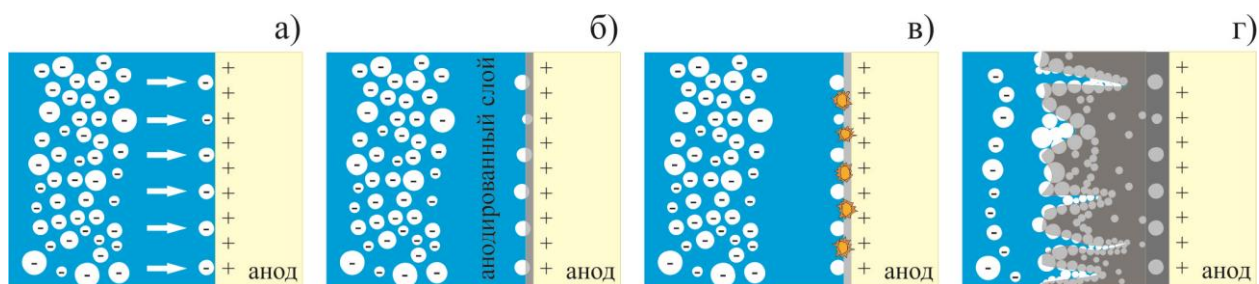 а)
б)
в)
г)
анодированный слой
анод
анод
анод
анод